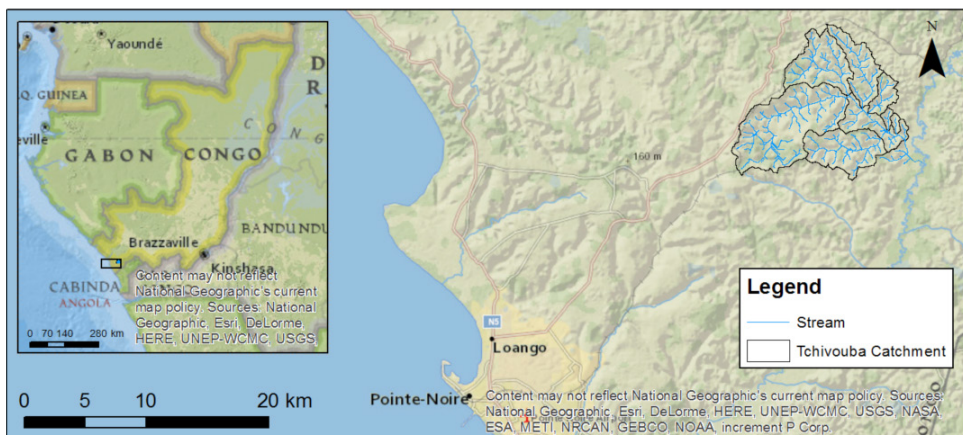 Yaoundé
Q. GUINEA
eville
GABON
CONGO
D
R
CONG
BANDUNDU
Brazzaville
Kinshasa
CABINDA
ANGOLA
Content may not reflect
National Geographic's current
map policy. Sources: National
Geographic, Esri, DeLorme,
HERE, UNEP-WCMC, USGS,
0 70 140 280 km
N
160 m
N5
Loango
Pointe-Noire
0 5 10 20 km
Legend
Stream
Tchivouba Catchment
Content may not reflect National Geographic's current map policy. Sources:
National Geographic, Esri, DeLorme, HERE, UNEP-WCMC, USGS, NASA,
ESA, METI, NRCAN, GEBCO, NOAA, increment P Corp.